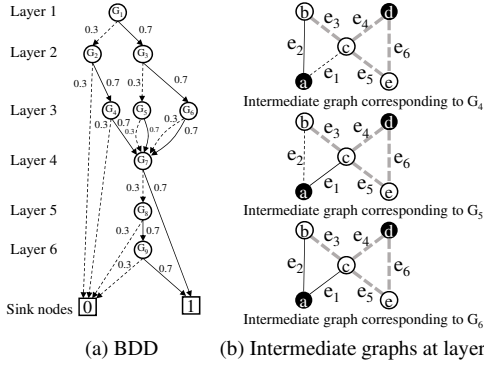 Layer 1
G1
0.3
0.7
Layer 2
G2
G3
0.3
0.7
0.3
0.7
Layer 3
G4
G5
G6
0.3
0.7
0.3
0.7
0.3
0.7
Layer 4
G7
0.3
0.7
Layer 5
G8
0.3
0.7
Layer 6
G9
0.3
0.7
Sink nodes
0
1
(a) BDD
b
d
e3
e4
e2
c
e6
e1
e5
a
e
Intermediate graph corresponding to G4
b
d
e3
e4
e2
c
e6
e1
e5
a
e
Intermediate graph corresponding to G5
b
d
e3
e4
e2
c
e6
e1
e5
a
e
Intermediate graph corresponding to G6
(b) Intermediate graphs at layer